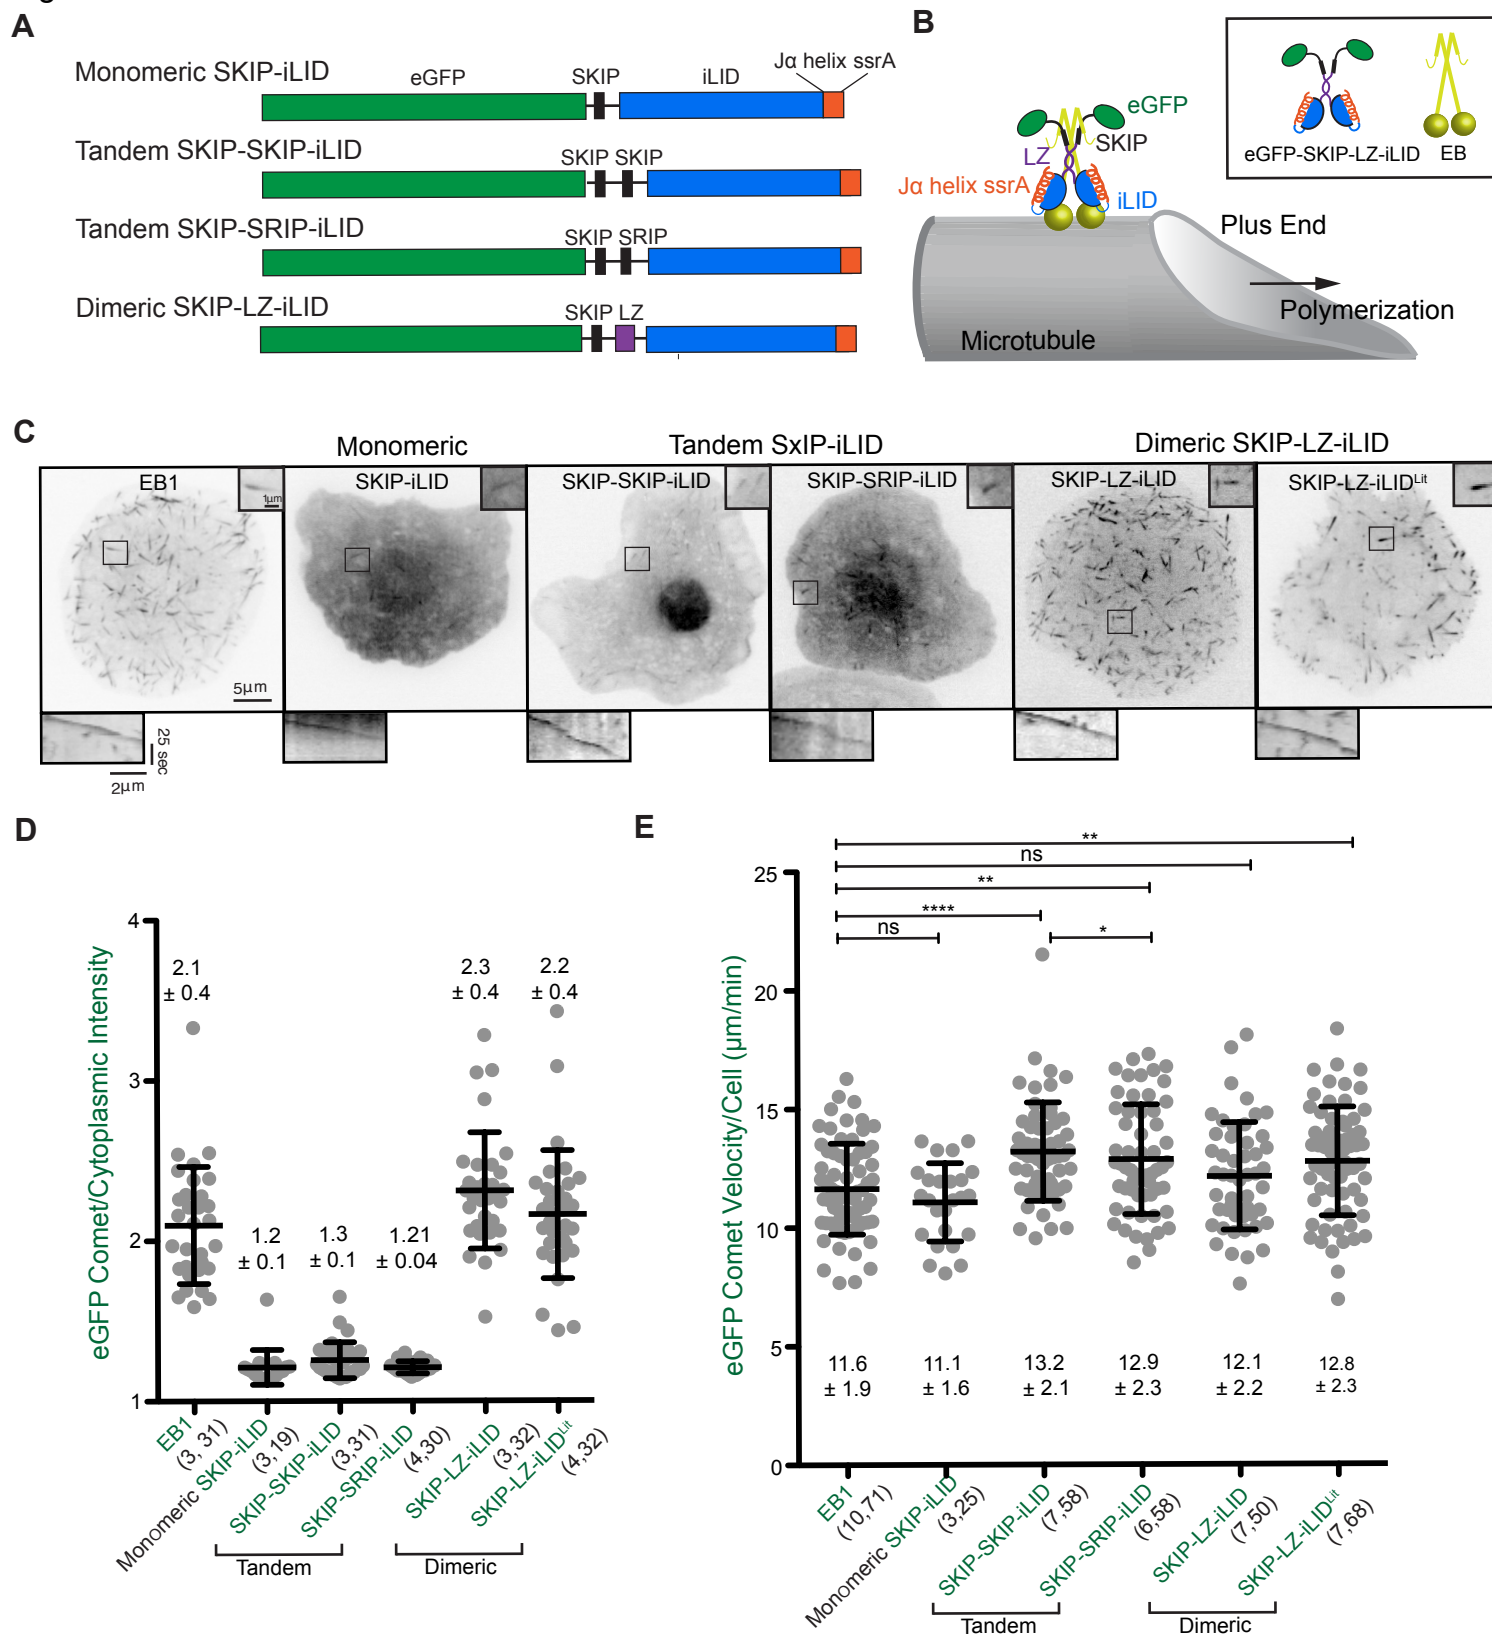 A
Monomeric SKIP-iLID
eGFP
SKIP
iLID
Jα helix ssrA
Tandem SKIP-SKIP-iLID
SKIP SKIP
Tandem SKIP-SRIP-iLID
SKIP SRIP
Dimeric SKIP-LZ-iLID
SKIP LZ
B
eGFP
SKIP
LZ
Jα helix ssrA
iLID
eGFP-SKIP-LZ-iLID
EB
Plus End
Polymerization
Microtubule
C
Monomeric
Tandem SxIP-iLID
Dimeric SKIP-LZ-iLID
EB1
1μm
SKIP-iLID
SKIP-SKIP-iLID
SKIP-SRIP-iLID
SKIP-LZ-iLID
SKIP-LZ-iLID^Lit
5μm
25 sec
2μm
D
eGFP Comet/Cytoplasmic Intensity
4
3
2
1
2.1
± 0.4
1.2
± 0.1
1.3
± 0.1
1.21
± 0.04
2.3
± 0.4
2.2
± 0.4
EB1
(3, 31)
Monomeric SKIP-iLID
(3,19)
SKIP-SKIP-iLID
(3,31)
SKIP-SRIP-iLID
(4,30)
SKIP-LZ-iLID
(3,32)
SKIP-LZ-iLID^Lit
(4,32)
Tandem
Dimeric
E
eGFP Comet Velocity/Cell (μm/min)
25
20
15
10
5
0
**
ns
**
****
ns
*
11.6
± 1.9
11.1
± 1.6
13.2
± 2.1
12.9
± 2.3
12.1
± 2.2
12.8
± 2.3
EB1
(10,71)
Monomeric SKIP-iLID
(3,25)
SKIP-SKIP-iLID
(7,58)
SKIP-SRIP-iLID
(6,58)
SKIP-LZ-iLID
(7,50)
SKIP-LZ-iLID^Lit
(7,68)
Tandem
Dimeric